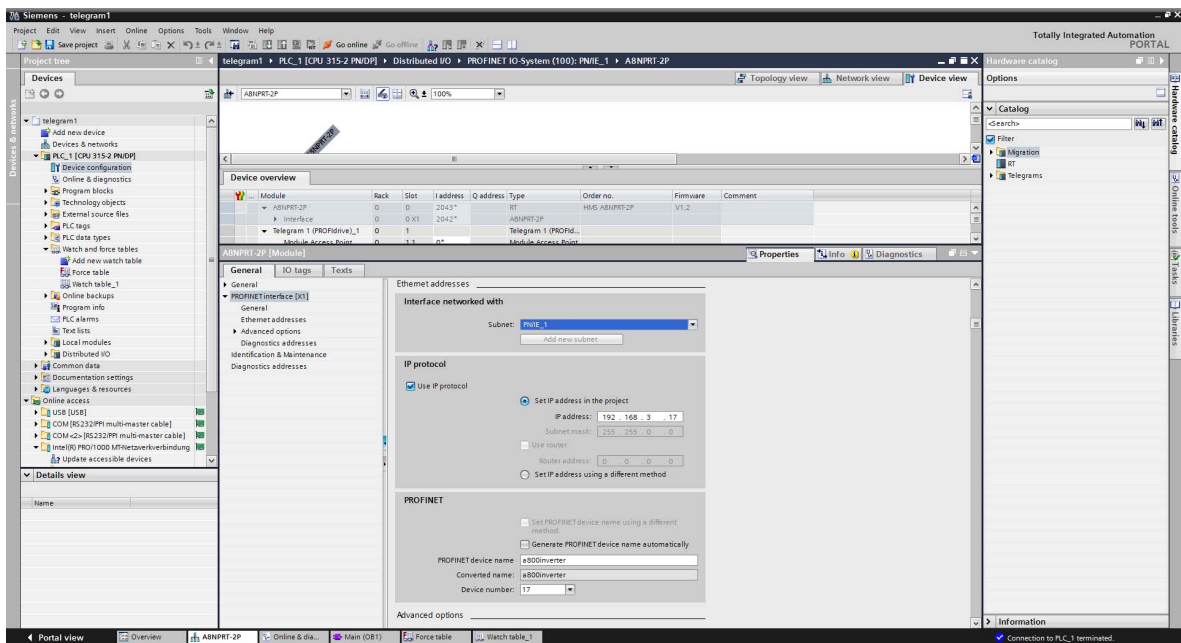 Siemens - telegram1
Project Edit View Insert Online Options Tools Window Help
Totally Integrated Automation
PORTAL
Save project
Go online
Go offline
Project tree
telegram1 ▸ PLC_1 [CPU 315-2 PN/DP] ▸ Distributed I/O ▸ PROFINET IO-System (100): PN/IE_1 ▸ A8NPRT-2P
Hardware catalog
Devices
Topology view
Network view
Device view
Options
A8NPRT-2P
100%
Devices & networks
telegram1
Add new device
Devices & networks
PLC_1 [CPU 315-2 PN/DP]
Device configuration
Online & diagnostics
Program blocks
Technology objects
External source files
PLC tags
PLC data types
Watch and force tables
Add new watch table
Force table
Watch table_1
Online backups
Program info
PLC alarms
Text lists
Local modules
Distributed I/O
Common data
Documentation settings
Languages & resources
Online access
USB [USB]
COM [RS232/PPI multi-master cable]
COM <2> [RS232/PPI multi-master cable]
Intel(R) PRO/1000 MT-Netzwerkverbindung
Update accessible devices
Details view
Name
Device overview
... Module Rack Slot I address Q address Type Order no. Firmware Comment
A8NPRT-2P 0 0 2043* RT HMS A8NPRT-2P V1.2
Interface 0 0 X1 2042* A8NPRT-2P
Telegram 1 (PROFIdrive)_1 0 1 Telegram 1 (PROFId...
Module Access Point 0 1 1 0* Module Access Point
A8NPRT-2P [Module]
Properties
Info
Diagnostics
General
IO tags
Texts
General
PROFINET interface [X1]
General
Ethernet addresses
Advanced options
Diagnostics addresses
Identification & Maintenance
Diagnostics addresses
Ethernet addresses
Interface networked with
Subnet: PN/IE_1
Add new subnet
IP protocol
Use IP protocol
Set IP address in the project
IP address: 192 . 168 . 3 . 17
Subnet mask: 255 . 255 . 0 . 0
Use router
Router address: 0 . 0 . 0 . 0
Set IP address using a different method
PROFINET
Set PROFINET device name using a different method.
Generate PROFINET device name automatically
PROFINET device name a800inverter
Converted name: a800inverter
Device number: 17
Advanced options
Catalog
<Search>
Filter
Migration
RT
Telegrams
Information
Hardware catalog
Online tools
Tasks
Libraries
Portal view
Overview
A8NPRT-2P
Online & dia...
Main (OB1)
Force table
Watch table_1
Connection to PLC_1 terminated.